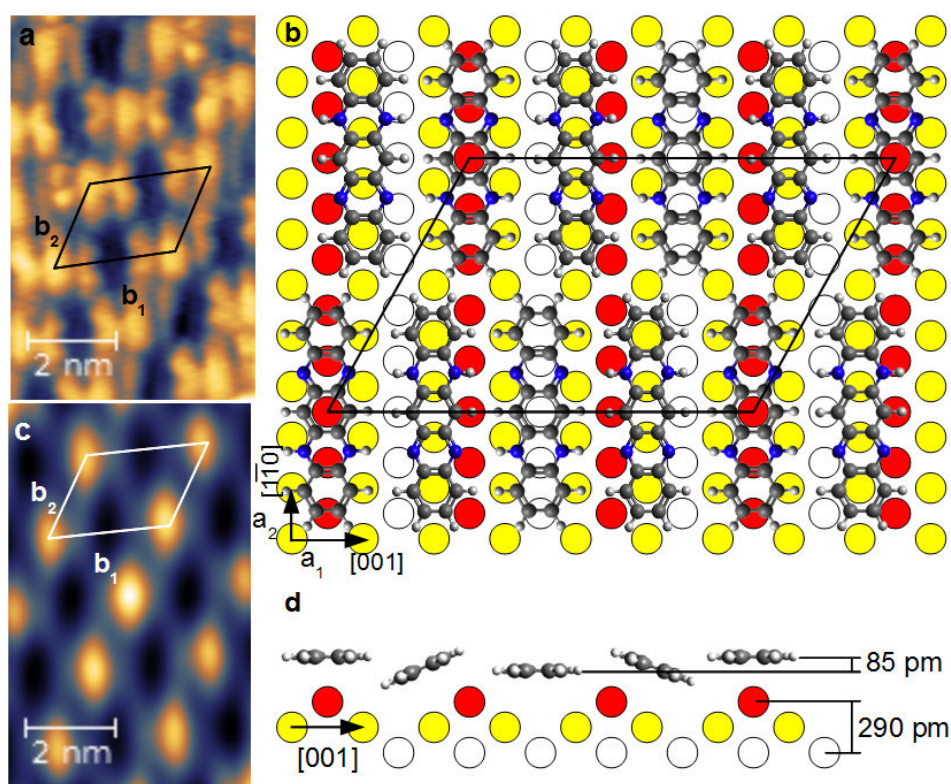 a
b₂
b₁
2 nm
b
[11̅0]
a₂
a₁
[001]
c
b₂
b₁
2 nm
d
85 pm
290 pm
[001]